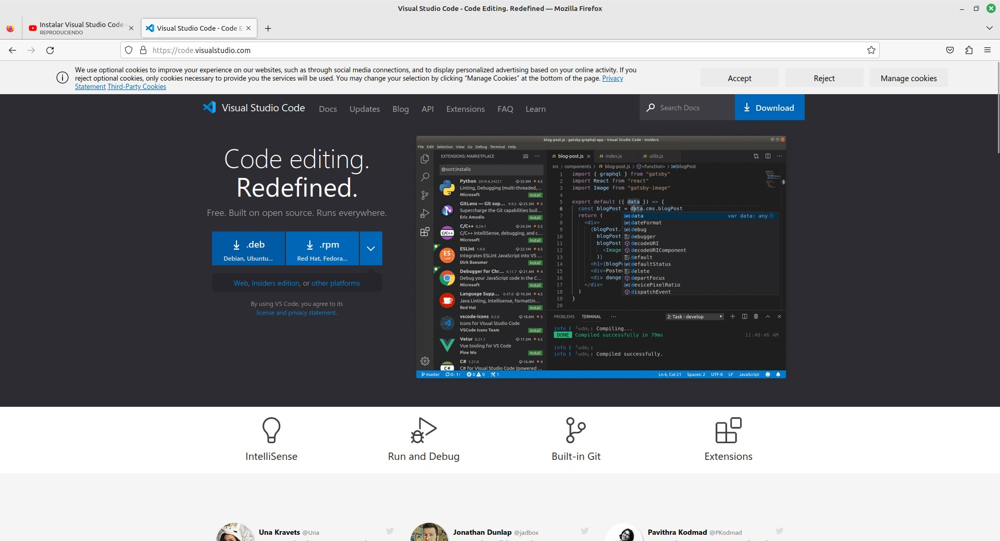 Visual Studio Code - Code Editing. Redefined — Mozilla Firefox
Instalar Visual Studio Code
REPRODUCIENDO
Visual Studio Code - Code E
https://code.visualstudio.com
We use optional cookies to improve your experience on our websites, such as through social media connections, and to display personalized advertising based on your online activity. If you
reject optional cookies, only cookies necessary to provide you the services will be used. You may change your selection by clicking “Manage Cookies” at the bottom of the page. Privacy
Statement Third-Party Cookies
Accept
Reject
Manage cookies
Visual Studio Code
Docs
Updates
Blog
API
Extensions
FAQ
Learn
Search Docs
Download
Code editing.
Redefined.
Free. Built on open source. Runs everywhere.
.deb
Debian, Ubuntu...
.rpm
Red Hat, Fedora...
Web, Insiders edition, or other platforms
By using VS Code, you agree to its
license and privacy statement.
blog-post.js - gatsby-graphql-app - Visual Studio Code - Insiders
File Edit Selection View Go Debug Terminal Help
EXTENSIONS: MARKETPLACE
@sort:installs
Python 2019.6.24221 55.9M 4.5
Linting, Debugging (multi-threaded,...
Microsoft Install
GitLens — Git sup... 9.9.2 25.3M 5
Supercharge the Git capabilities buil...
Eric Amodio Install
C/C++ 0.24.1 24.2M 3.5
C/C++ IntelliSense, debugging, and c...
Microsoft Install
ESLint 1.9.0 22.1M 4.5
Integrates ESLint JavaScript into VS ...
Dirk Baeumer Install
Debugger for Chr... 4.11.7 21.4M 4
Debug your JavaScript code in the C...
Microsoft Install
Language Supp... 0.47.0 19.3M 4.5
Java Linting, Intellisense, formattin...
Red Hat Install
vscode-icons 9.2.0 18.6M 5
Icons for Visual Studio Code
VSCode Icons Team Install
Vetur 0.21.1 17.2M 4.5
Vue tooling for VS Code
Pine Wu Install
C# 1.21.0 16.4M 4
C# for Visual Studio Code (powered ...
C/C++
ES
Lint
C#
JS blog-post.js
JS index.js
JS utils.js
src > components > JS blog-post.js > <function> > blogPost
1 import { graphql } from "gatsby"
2 import React from "react"
3 import Image from "gatsby-image"
4
5 export default ({ data }) => {
6 const blogPost = data.cms.blogPost
7 return (
8 <div>
9 {blogPost.
10 blogPost
11 blogPost
12 <Image
13 )}
14 <h1>{blogP
15 <div>Poste
16 <div dange
17 </div>
18 )
19 }
20
data var data: any
dateFormat
debug
debugger
decodeURI
decodeURIComponent
default
defaultStatus
delete
departFocus
devicePixelRatio
dispatchEvent
PROBLEMS TERMINAL ... 2: Task - develop
info i ｢wdm｣: Compiling...
DONE Compiled successfully in 79ms 11:40:46 AM
info i ｢wdm｣:
info i ｢wdm｣: Compiled successfully.
master 0↓ 1↑ 0 0 1
Ln 6, Col 21 Spaces: 2 UTF-8 LF JavaScript
IntelliSense
Run and Debug
Built-in Git
Extensions
Una Kravets @Una
Jonathan Dunlap @jadbox
Pavithra Kodmad @PKodmad